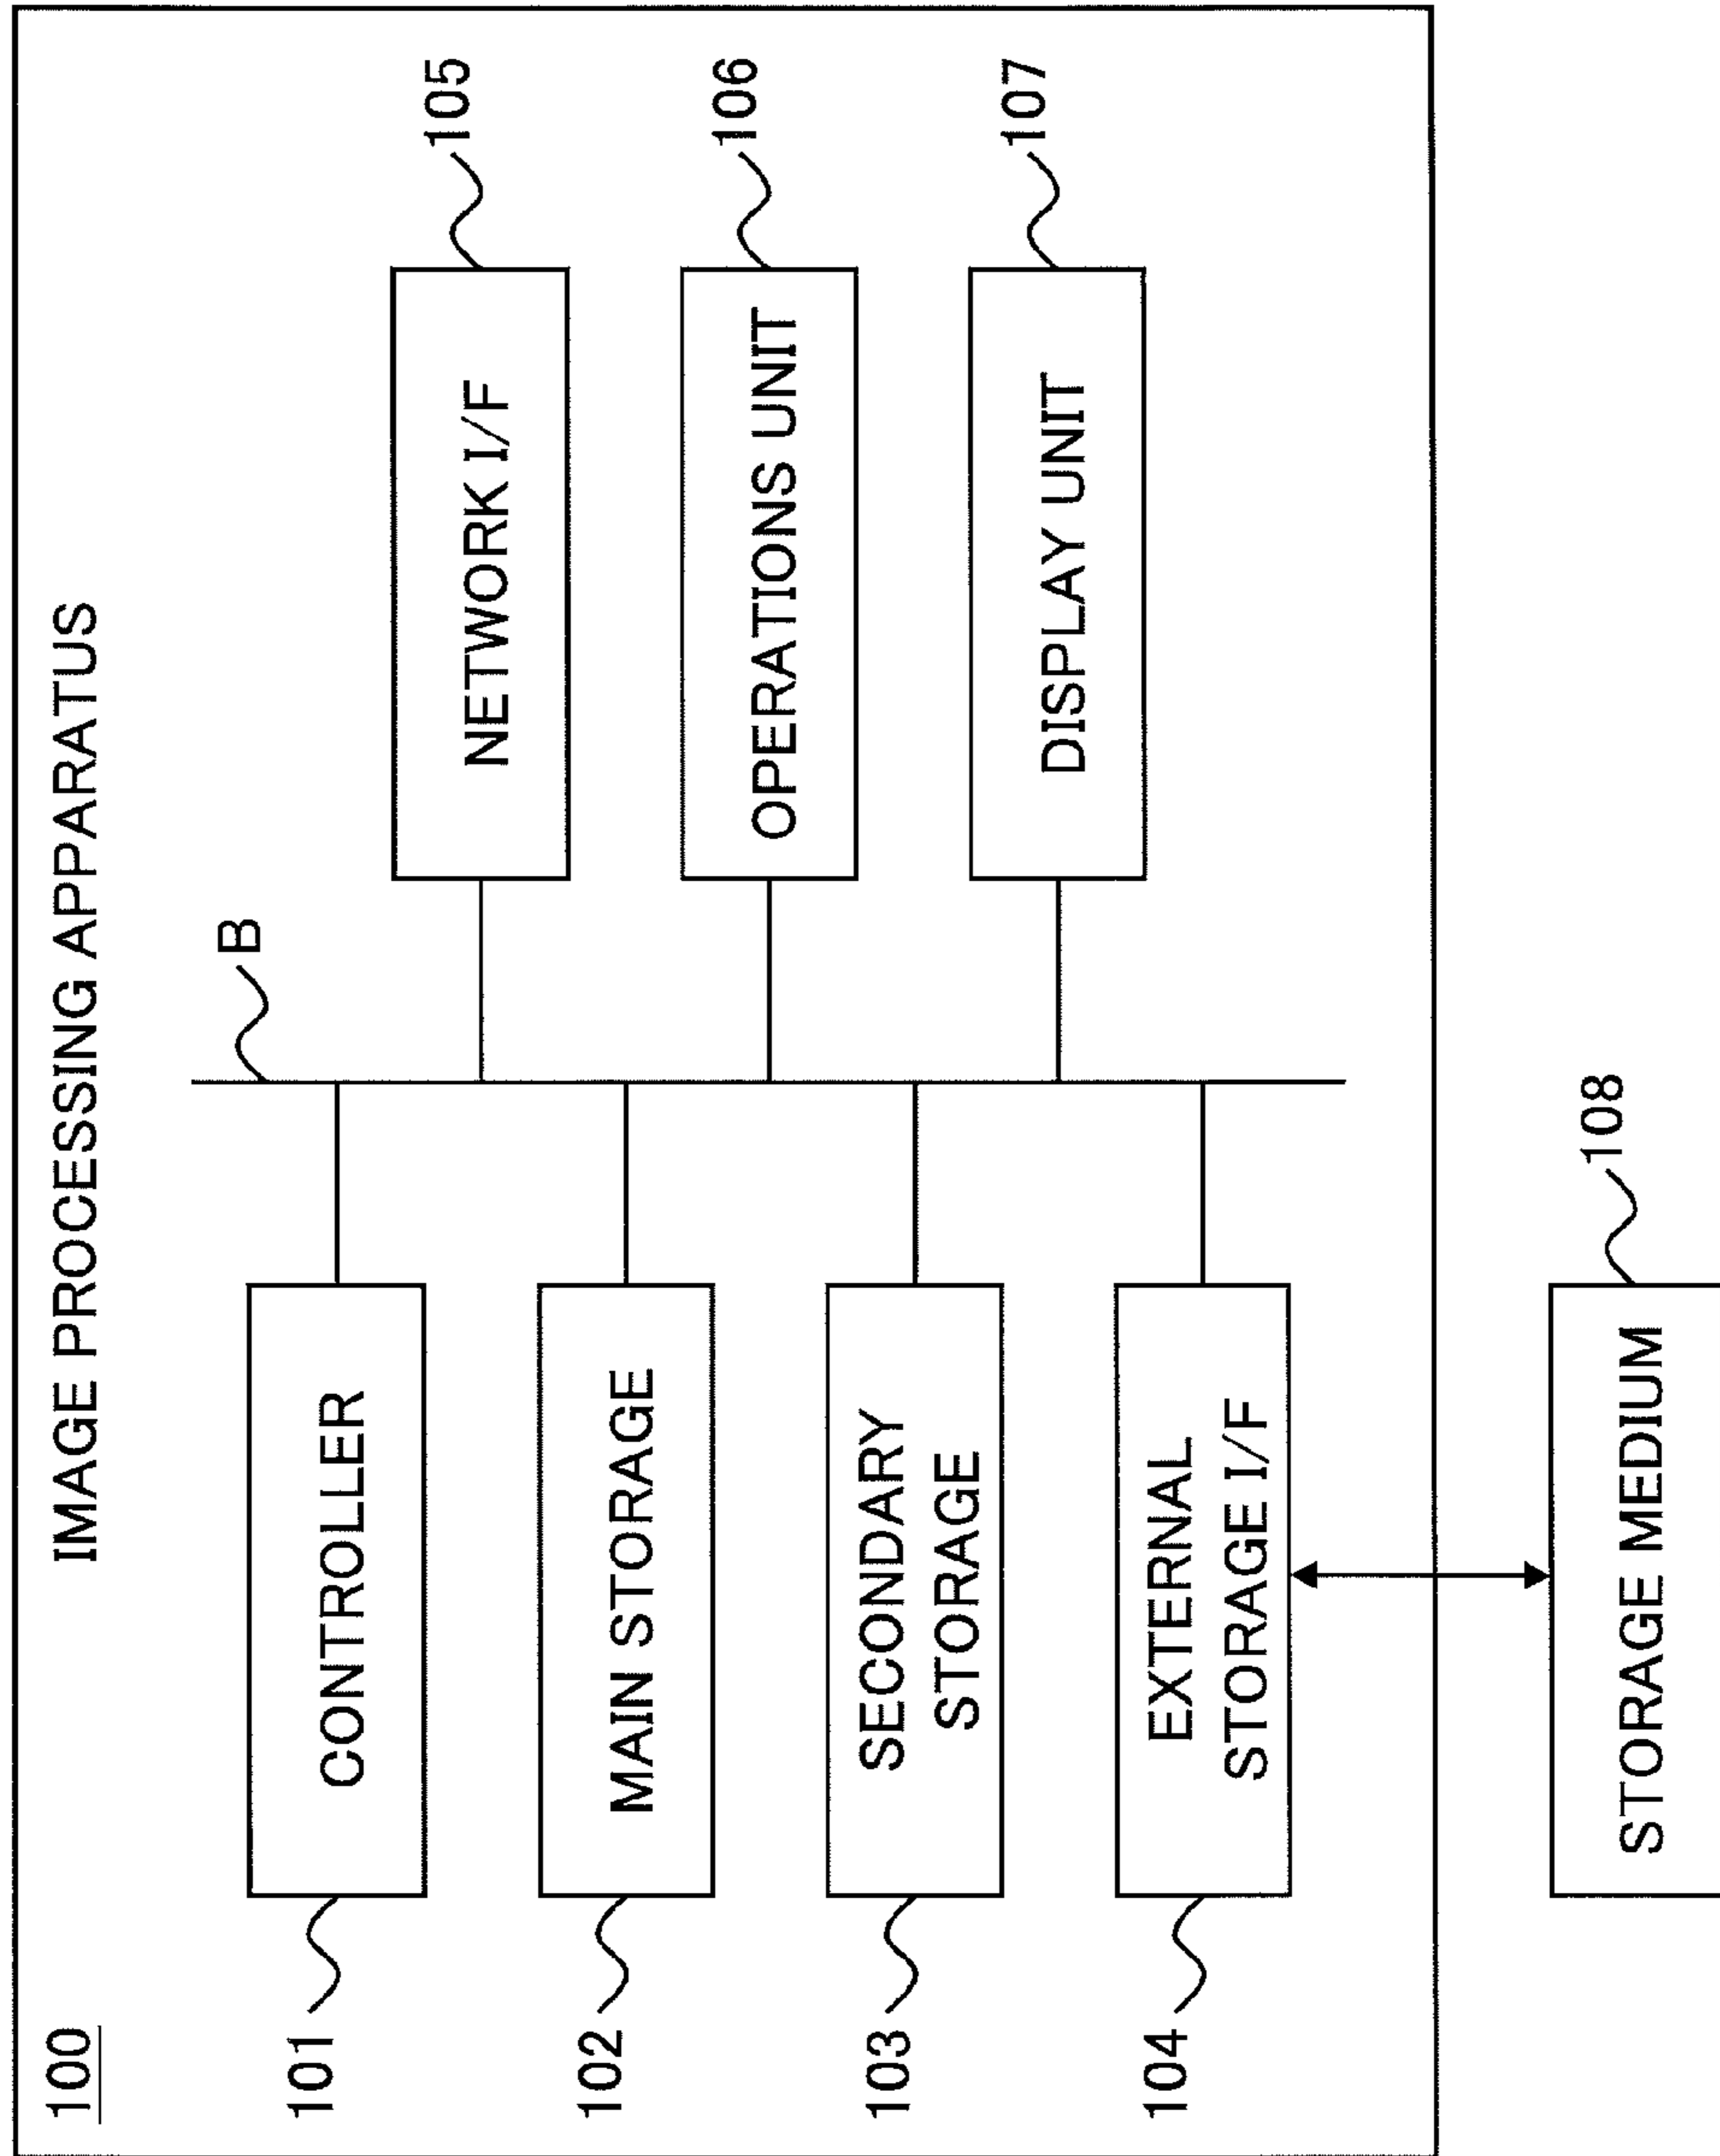 100
IMAGE PROCESSING APPARATUS
B
101
CONTROLLER
102
MAIN STORAGE
103
SECONDARY
STORAGE
104
EXTERNAL
STORAGE I/F
NETWORK I/F
105
OPERATIONS UNIT
106
DISPLAY UNIT
107
STORAGE MEDIUM
108